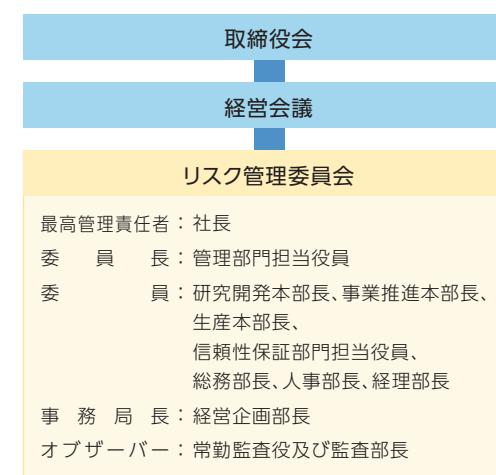 取締役会
経営会議
リスク管理委員会
最高管理責任者：社長
委員長：管理部門担当役員
委員：研究開発本部長、事業推進本部長、
生産本部長、
信頼性保証部門担当役員、
総務部長、人事部長、経理部長
事務局長：経営企画部長
オブザーバー：常勤監査役及び監査部長